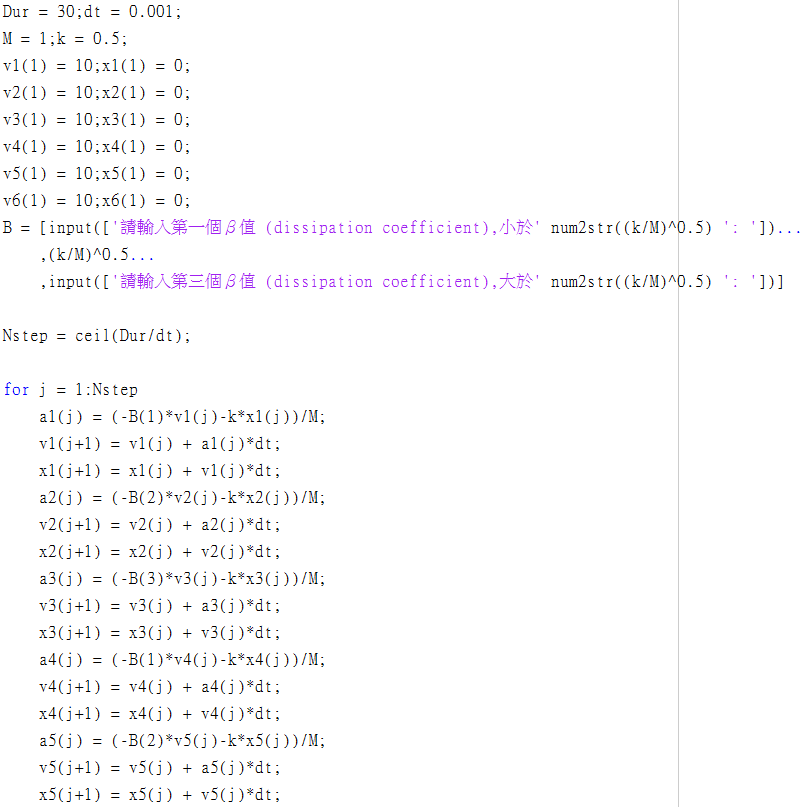 Dur = 30;dt = 0.001;
M = 1;k = 0.5;
v1(1) = 10;x1(1) = 0;
v2(1) = 10;x2(1) = 0;
v3(1) = 10;x3(1) = 0;
v4(1) = 10;x4(1) = 0;
v5(1) = 10;x5(1) = 0;
v6(1) = 10;x6(1) = 0;
B = [input(['請輸入第一個β值 (dissipation coefficient),小於' num2str((k/M)^0.5) ': '])...
    ,(k/M)^0.5...
    ,input(['請輸入第三個β值 (dissipation coefficient),大於' num2str((k/M)^0.5) ': '])]
Nstep = ceil(Dur/dt);
for j = 1:Nstep
    a1(j) = (-B(1)*v1(j)-k*x1(j))/M;
    v1(j+1) = v1(j) + a1(j)*dt;
    x1(j+1) = x1(j) + v1(j)*dt;
    a2(j) = (-B(2)*v2(j)-k*x2(j))/M;
    v2(j+1) = v2(j) + a2(j)*dt;
    x2(j+1) = x2(j) + v2(j)*dt;
    a3(j) = (-B(3)*v3(j)-k*x3(j))/M;
    v3(j+1) = v3(j) + a3(j)*dt;
    x3(j+1) = x3(j) + v3(j)*dt;
    a4(j) = (-B(1)*v4(j)-k*x4(j))/M;
    v4(j+1) = v4(j) + a4(j)*dt;
    x4(j+1) = x4(j) + v4(j)*dt;
    a5(j) = (-B(2)*v5(j)-k*x5(j))/M;
    v5(j+1) = v5(j) + a5(j)*dt;
    x5(j+1) = x5(j) + v5(j)*dt;